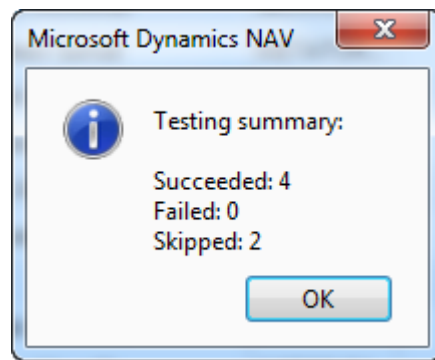 Microsoft Dynamics NAV
Testing summary:
Succeeded: 4
Failed: 0
Skipped: 2
OK